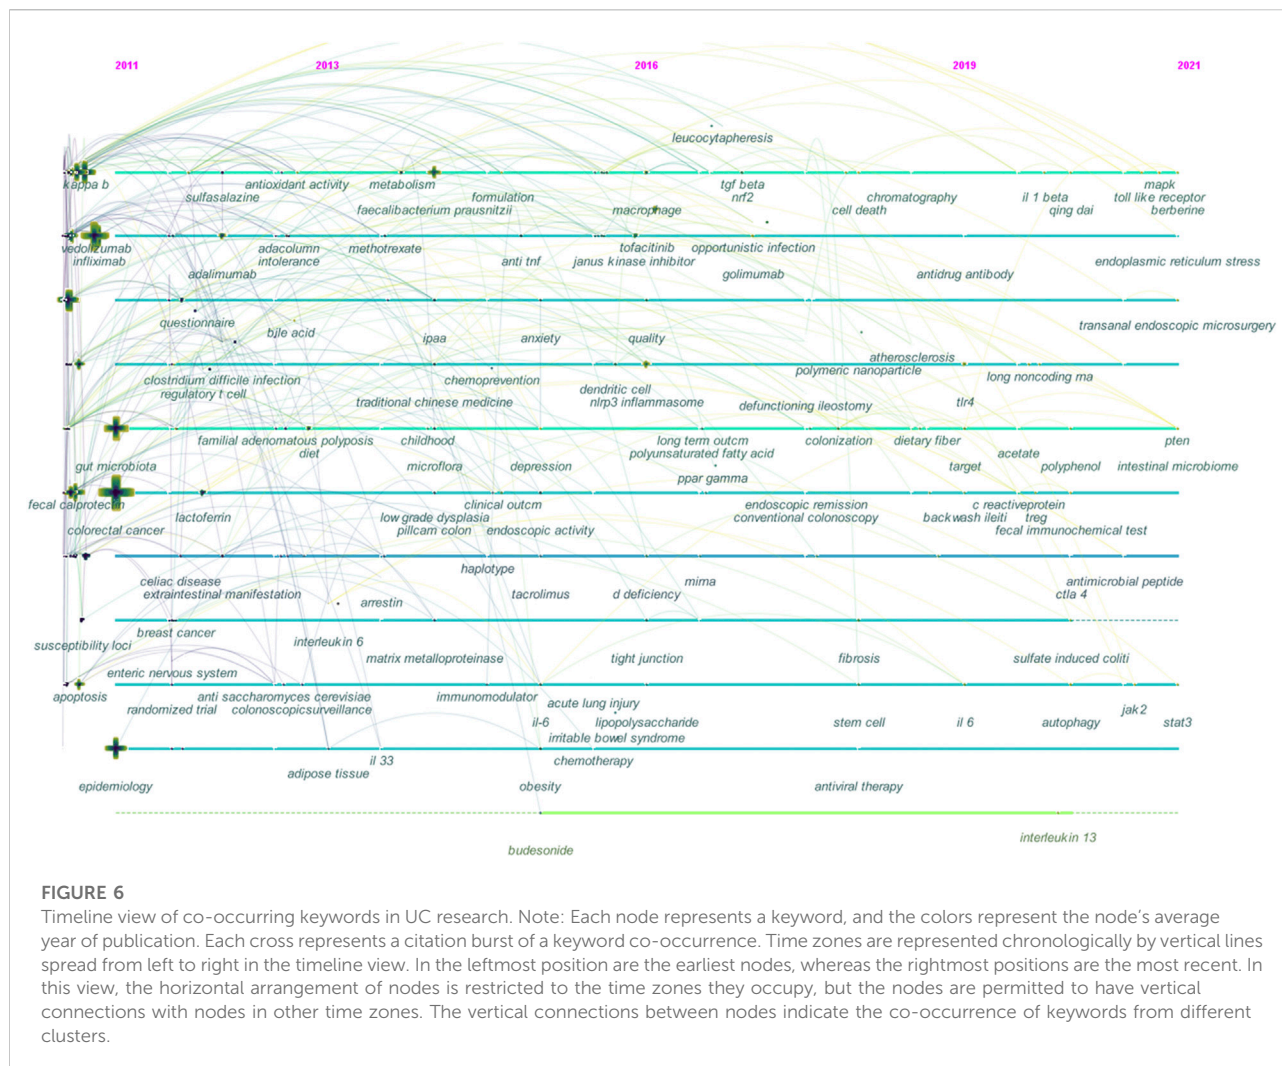 2011 2013 2016 2019 2021
leucocytapheresis
kappa b antioxidant activity metabolism tgf beta mapk
sulfasalazine formulation nrf2 chromatography il 1 beta toll like receptor
faecalibacterium prausnitzii macrophage cell death qing dai berberine
vedolizumab adacolumn methotrexate tofacitinib opportunistic infection
infliximab intolerance anti tnf janus kinase inhibitor endoplasmic reticulum stress
adalimumab golimumab antidrug antibody
questionnaire transanal endoscopic microsurgery
bile acid ipaa anxiety quality
atherosclerosis
polymeric nanoparticle
clostridium difficile infection chemoprevention long noncoding rna
regulatory t cell dendritic cell
traditional chinese medicine nlrp3 inflammasome defunctioning ileostomy tlr4
familial adenomatous polyposis childhood long term outcm colonization dietary fiber pten
diet polyunsaturated fatty acid acetate
gut microbiota microflora depression target polyphenol intestinal microbiome
ppar gamma
fecal calprotectin clinical outcm endoscopic remission c reactiveprotein
lactoferrin low grade dysplasia conventional colonoscopy backwash ileiti treg
colorectal cancer pillcam colon endoscopic activity fecal immunochemical test
haplotype
celiac disease mima antimicrobial peptide
extraintestinal manifestation tacrolimus d deficiency ctla 4
arrestin
breast cancer
susceptibility loci interleukin 6
matrix metalloproteinase tight junction fibrosis sulfate induced coliti
enteric nervous system
apoptosis anti saccharomyces cerevisiae immunomodulator
randomized trial colonoscopicsurveillance acute lung injury jak2
il-6 lipopolysaccharide stem cell il 6 autophagy stat3
irritable bowel syndrome
il 33 chemotherapy
adipose tissue
epidemiology obesity antiviral therapy
interleukin 13
budesonide
FIGURE 6
Timeline view of co-occurring keywords in UC research. Note: Each node represents a keyword, and the colors represent the node's average
year of publication. Each cross represents a citation burst of a keyword co-occurrence. Time zones are represented chronologically by vertical lines
spread from left to right in the timeline view. In the leftmost position are the earliest nodes, whereas the rightmost positions are the most recent. In
this view, the horizontal arrangement of nodes is restricted to the time zones they occupy, but the nodes are permitted to have vertical
connections with nodes in other time zones. The vertical connections between nodes indicate the co-occurrence of keywords from different
clusters.